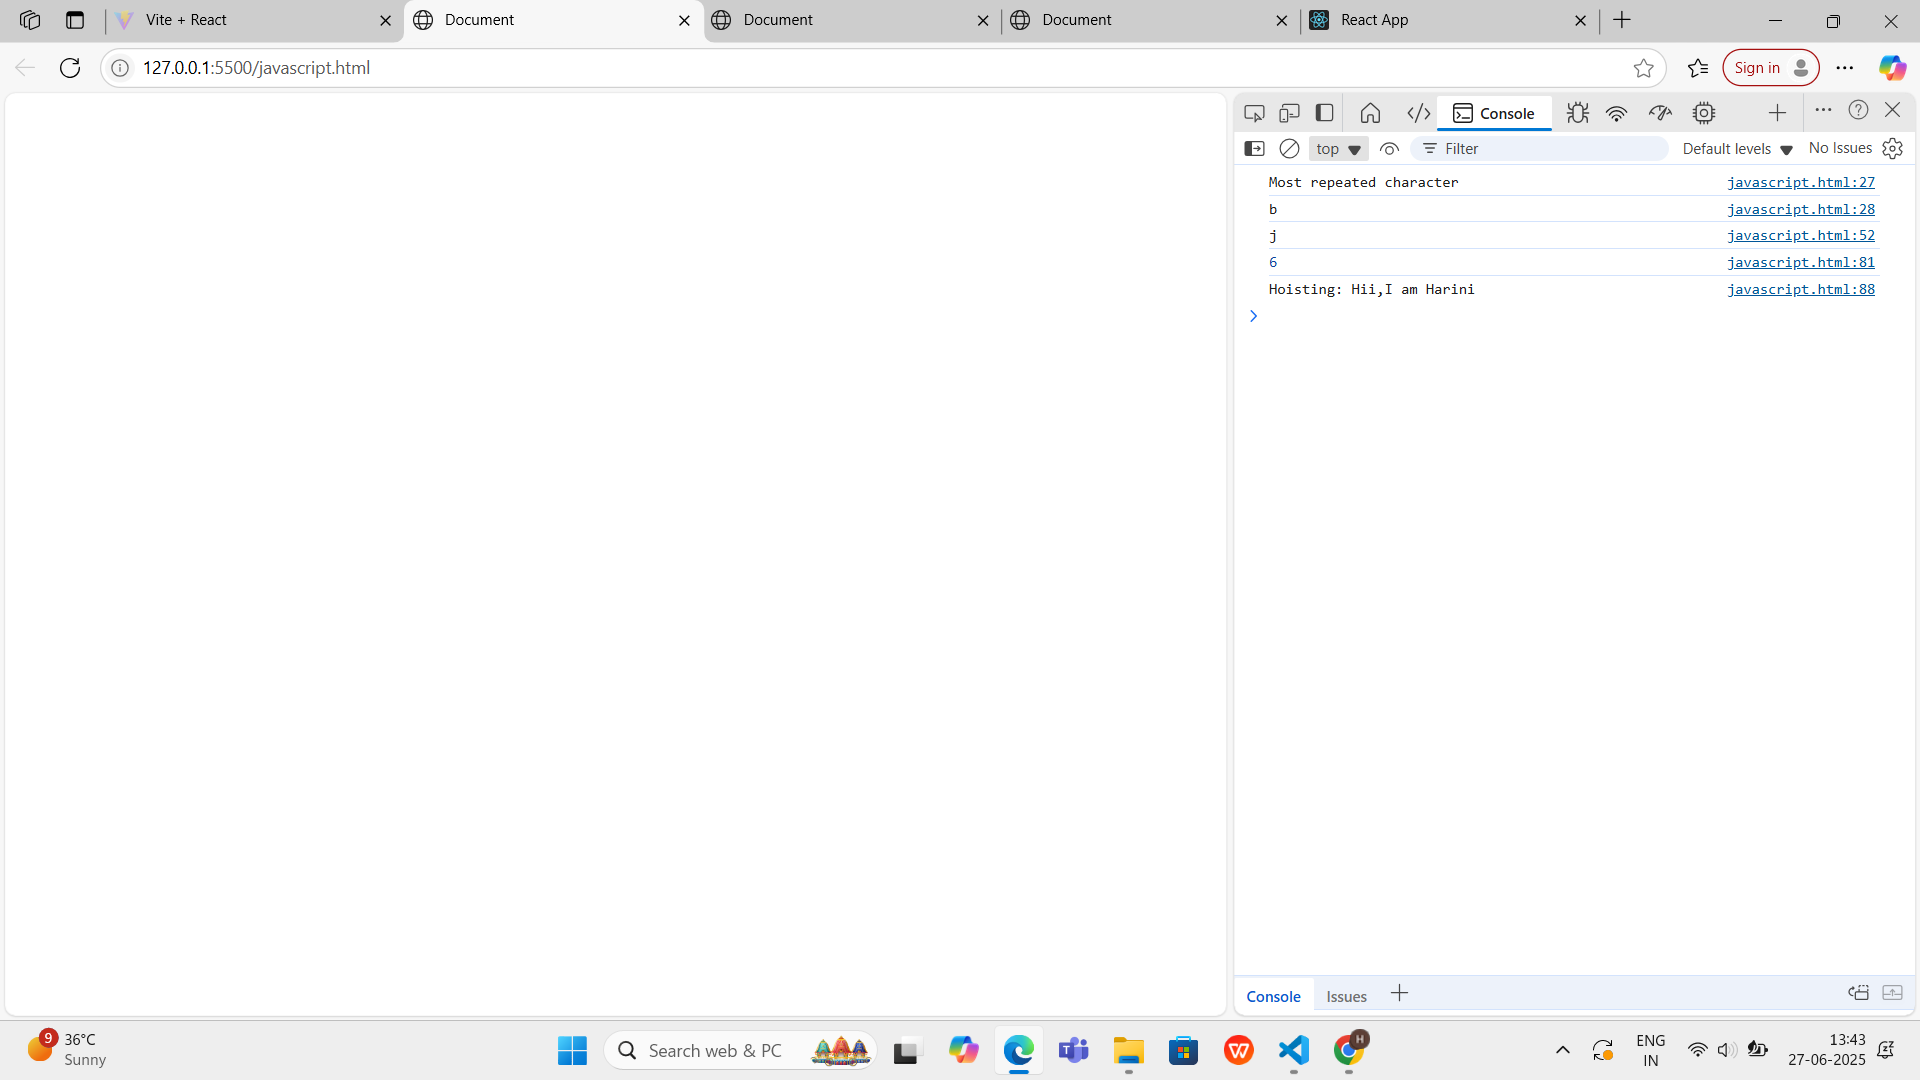 Vite + React
Document
Document
Document
React App
127.0.0.1:5500/javascript.html
Sign in
Console
top
Filter
Default levels
No Issues
Most repeated character javascript.html:27
b javascript.html:28
j javascript.html:52
6 javascript.html:81
Hoisting: Hii,I am Harini javascript.html:88
Console
Issues
9
36°C
Sunny
Search web & PC
H
ENG
IN
13:43
27-06-2025